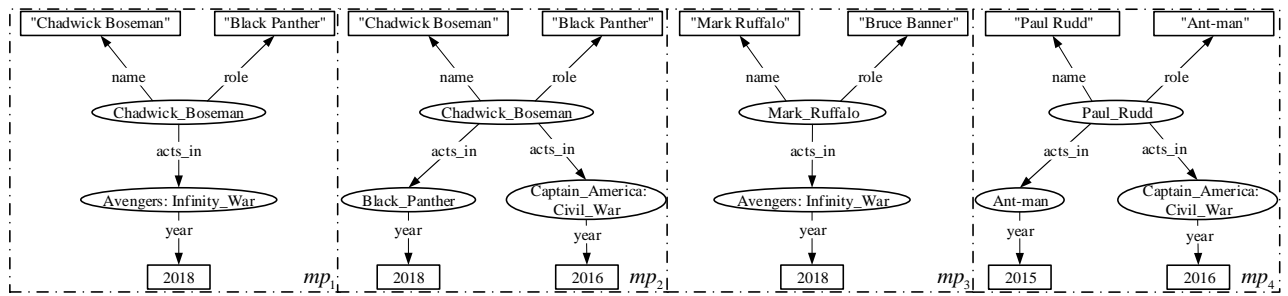 "Chadwick Boseman" "Black Panther" "Chadwick Boseman" "Black Panther" "Mark Ruffalo" "Bruce Banner" "Paul Rudd" "Ant-man"
name role name role name role name role
Chadwick_Boseman Chadwick_Boseman Mark_Ruffalo Paul_Rudd
acts_in acts_in acts_in acts_in acts_in acts_in
Avengers: Infinity_War Black_Panther Captain_America: Civil_War Avengers: Infinity_War Ant-man Captain_America: Civil_War
year year year year year year
2018 mp1 2018 2016 mp2 2018 mp3 2015 2016 mp4